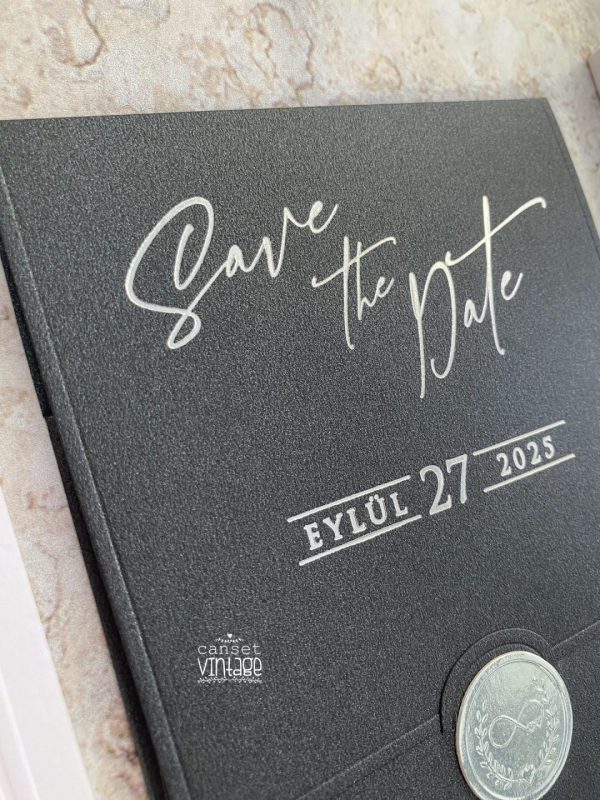 Save
the
Date
EYLÜL 27 2025
canset
vintage